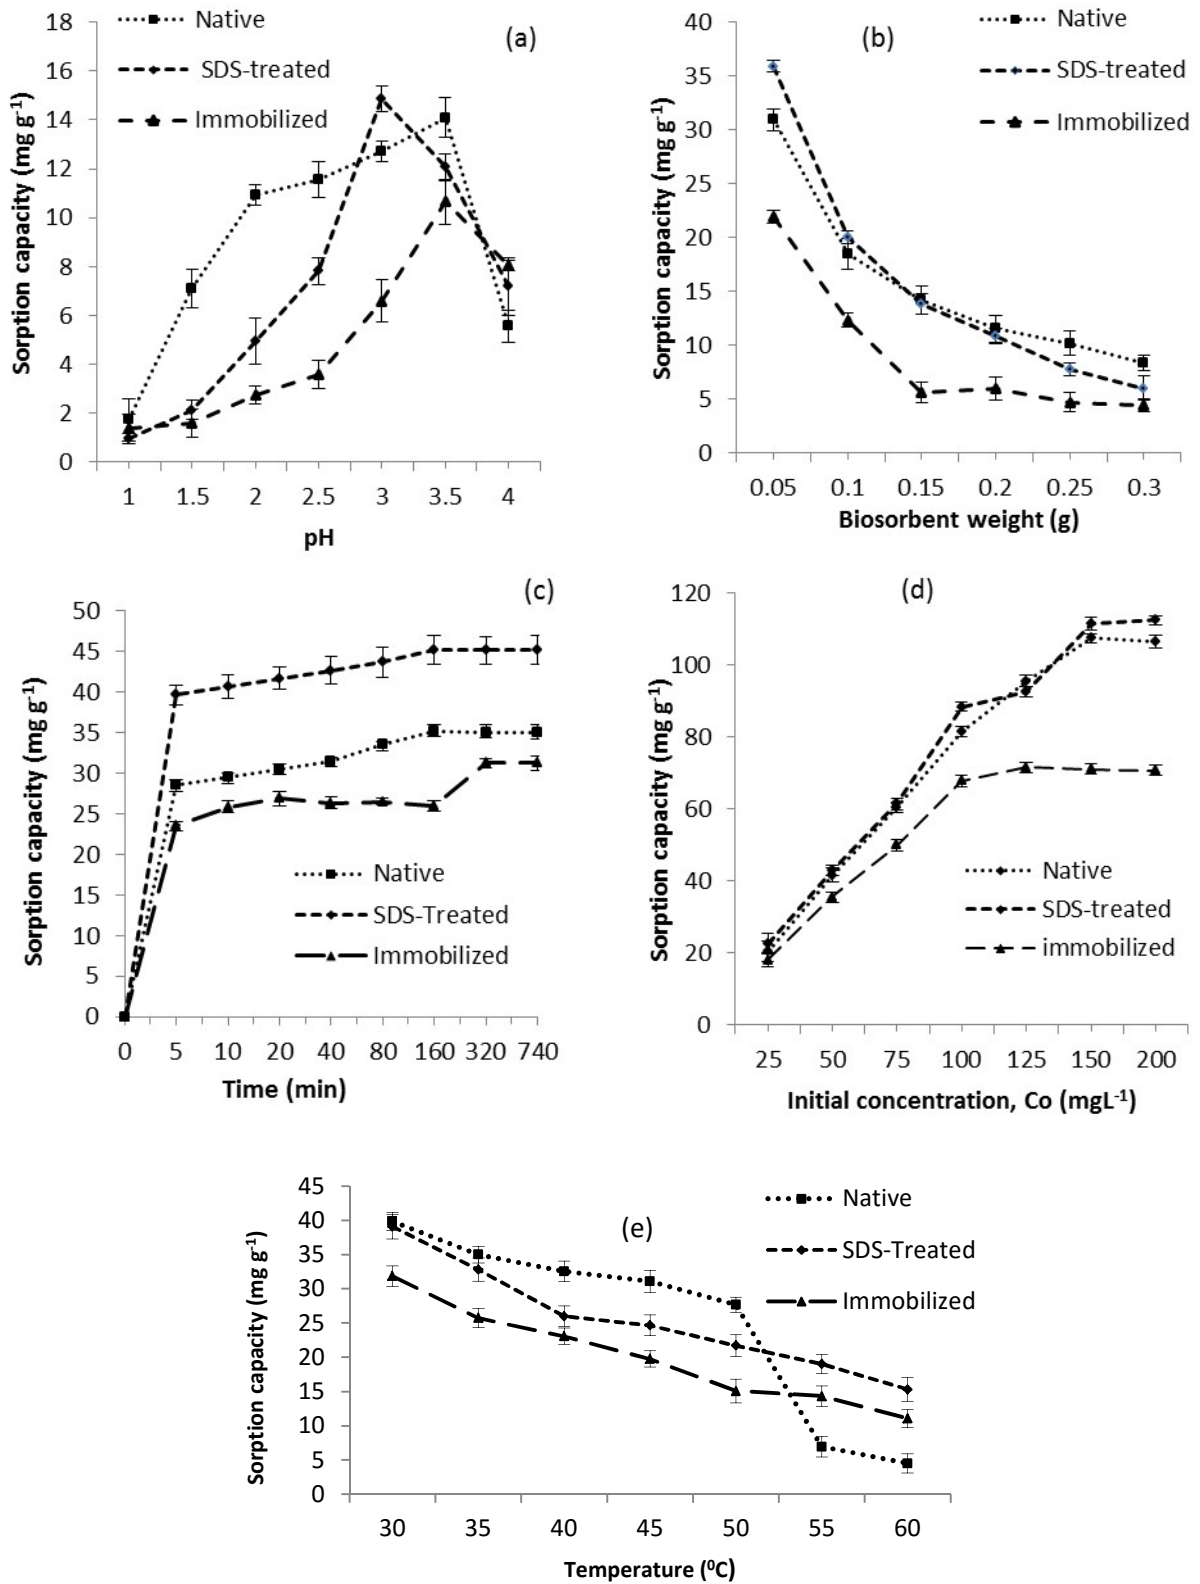 (a)
Native
SDS-treated
Immobilized
Sorption capacity (mg g-1)
18
16
14
12
10
8
6
4
2
0
1 1.5 2 2.5 3 3.5 4
pH
(b)
Native
SDS-treated
Immobilized
Sorption capacity (mg g-1)
40
35
30
25
20
15
10
5
0
0.05 0.1 0.15 0.2 0.25 0.3
Biosorbent weight (g)
(c)
Sorption capacity (mg g-1)
50
45
40
35
30
25
20
15
10
5
0
Native
SDS-Treated
Immobilized
0 5 10 20 40 80 160 320 740
Time (min)
(d)
Sorption capacity (mg g-1)
120
100
80
60
40
20
0
Native
SDS-treated
immobilized
25 50 75 100 125 150 200
Initial concentration, Co (mgL-1)
(e)
Native
SDS-Treated
Immobilized
Sorption capacity (mg g-1)
45
40
35
30
25
20
15
10
5
0
30 35 40 45 50 55 60
Temperature (0C)